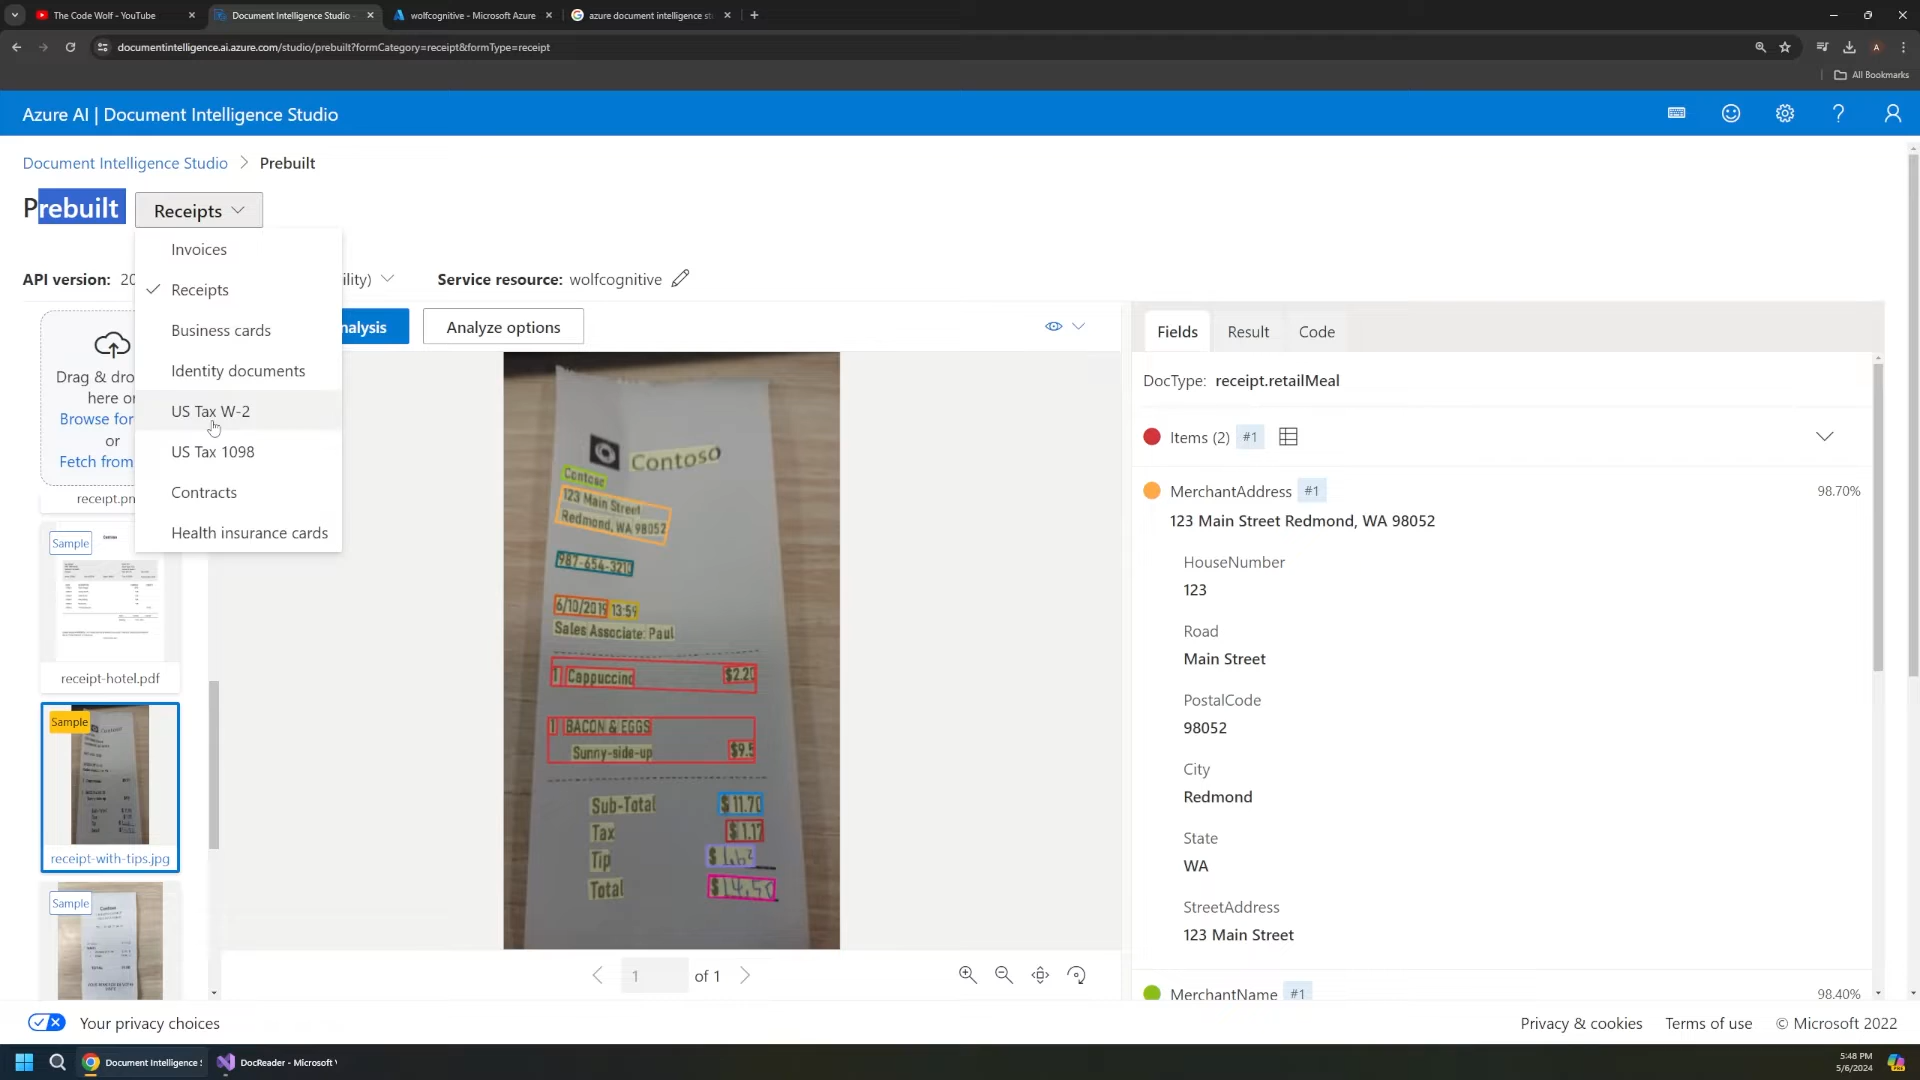 The Code Wolf - YouTube
Document Intelligence Studio
wolfcognitive - Microsoft Azure
azure document intelligence st
documentintelligence.ai.azure.com/studio/prebuilt?formCategory=receipt&formType=receipt
A
All Bookmarks
Azure AI | Document Intelligence Studio
Document Intelligence Studio > Prebuilt
Prebuilt
Receipts
Invoices
Receipts
Business cards
Identity documents
US Tax W-2
US Tax 1098
Contracts
Health insurance cards
API version: 20
ility)
Service resource: wolfcognitive
Drag & dro
here or
Browse for
or
Fetch from
nalysis
Analyze options
receipt.pn
Sample
receipt-hotel.pdf
Sample
receipt-with-tips.jpg
Sample
Contoso
Contoso
123 Main Street
Redmond, WA 98052
987-654-3210
6/10/2019 13:59
Sales Associate: Paul
1 Cappuccino $2.20
1 BACON & EGGS
Sunny-side-up $9.5
Sub-Total $ 11.70
Tax $ 1.17
Tip $ 1.63
Total $14.50
1 of 1
Fields
Result
Code
DocType: receipt.retailMeal
Items (2) #1
MerchantAddress #1 98.70%
123 Main Street Redmond, WA 98052
HouseNumber
123
Road
Main Street
PostalCode
98052
City
Redmond
State
WA
StreetAddress
123 Main Street
MerchantName #1 98.40%
Your privacy choices
Privacy & cookies
Terms of use
© Microsoft 2022
Document Intelligence S
DocReader - Microsoft V
5:48 PM
5/6/2024